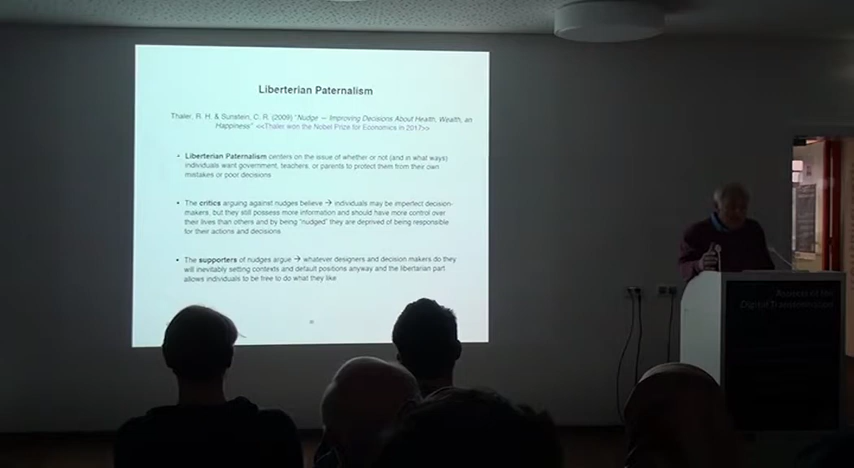 Liberterian Paternalism
Thaler, R. H. & Sunstein, C. R. (2009) "Nudge – Improving Decisions About Health, Wealth, an
Happiness" <<Thaler won the Nobel Prize for Economics in 2017>>
• Liberterian Paternalism centers on the issue of whether or not (and in what ways)
individuals want government, teachers, or parents to protect them from their own
mistakes or poor decisions
• The critics arguing against nudges believe → individuals may be imperfect decision-
makers, but they still possess more information and should have more control over
their lives than others and by being "nudged" they are deprived of being responsible
for their actions and decisions.
• The supporters of nudges argue → whatever designers and decision makers do they
will inevitably setting contexts and default positions anyway and the libertarian part
allows individuals to be free to do what they like
Digital Transformation